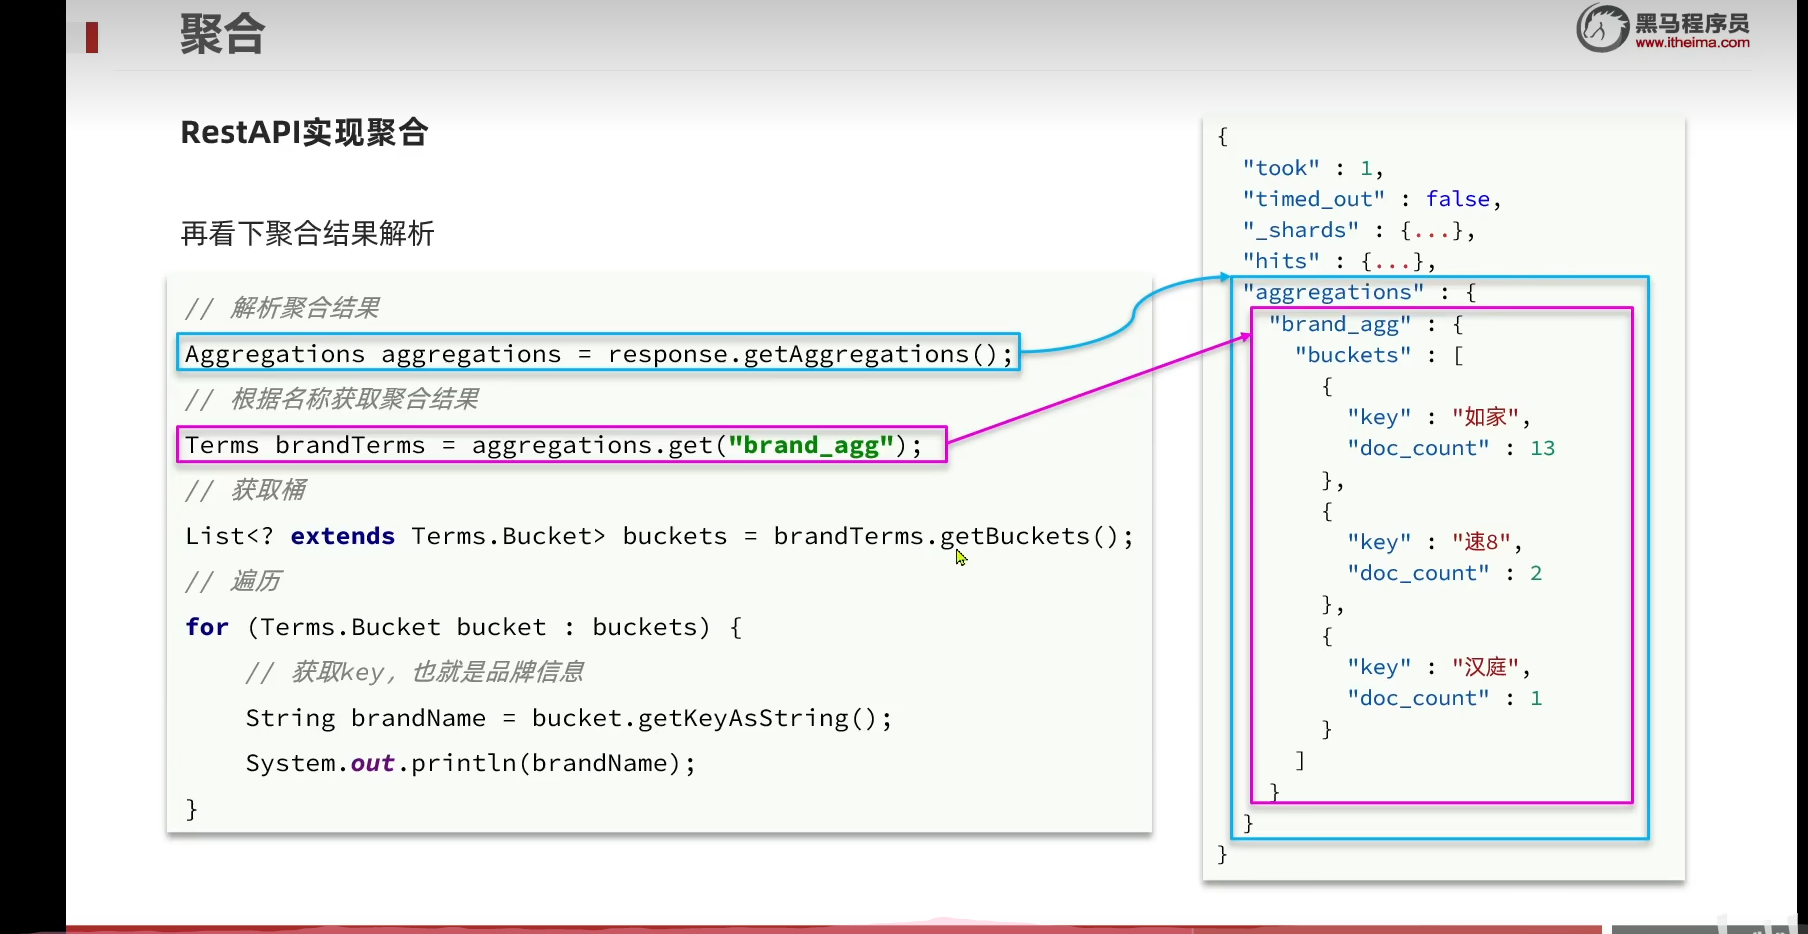 聚合
黑马程序员
www.itheima.com
RestAPI实现聚合
再看下聚合结果解析
// 解析聚合结果
Aggregations aggregations = response.getAggregations();
// 根据名称获取聚合结果
Terms brandTerms = aggregations.get("brand_agg");
// 获取桶
List<? extends Terms.Bucket> buckets = brandTerms.getBuckets();
// 遍历
for (Terms.Bucket bucket : buckets) {
    // 获取key，也就是品牌信息
    String brandName = bucket.getKeyAsString();
    System.out.println(brandName);
}
{
  "took" : 1,
  "timed_out" : false,
  "_shards" : {...},
  "hits" : {...},
  "aggregations" : {
    "brand_agg" : {
      "buckets" : [
        {
          "key" : "如家",
          "doc_count" : 13
        },
        {
          "key" : "速8",
          "doc_count" : 2
        },
        {
          "key" : "汉庭",
          "doc_count" : 1
        }
      ]
    }
  }
}